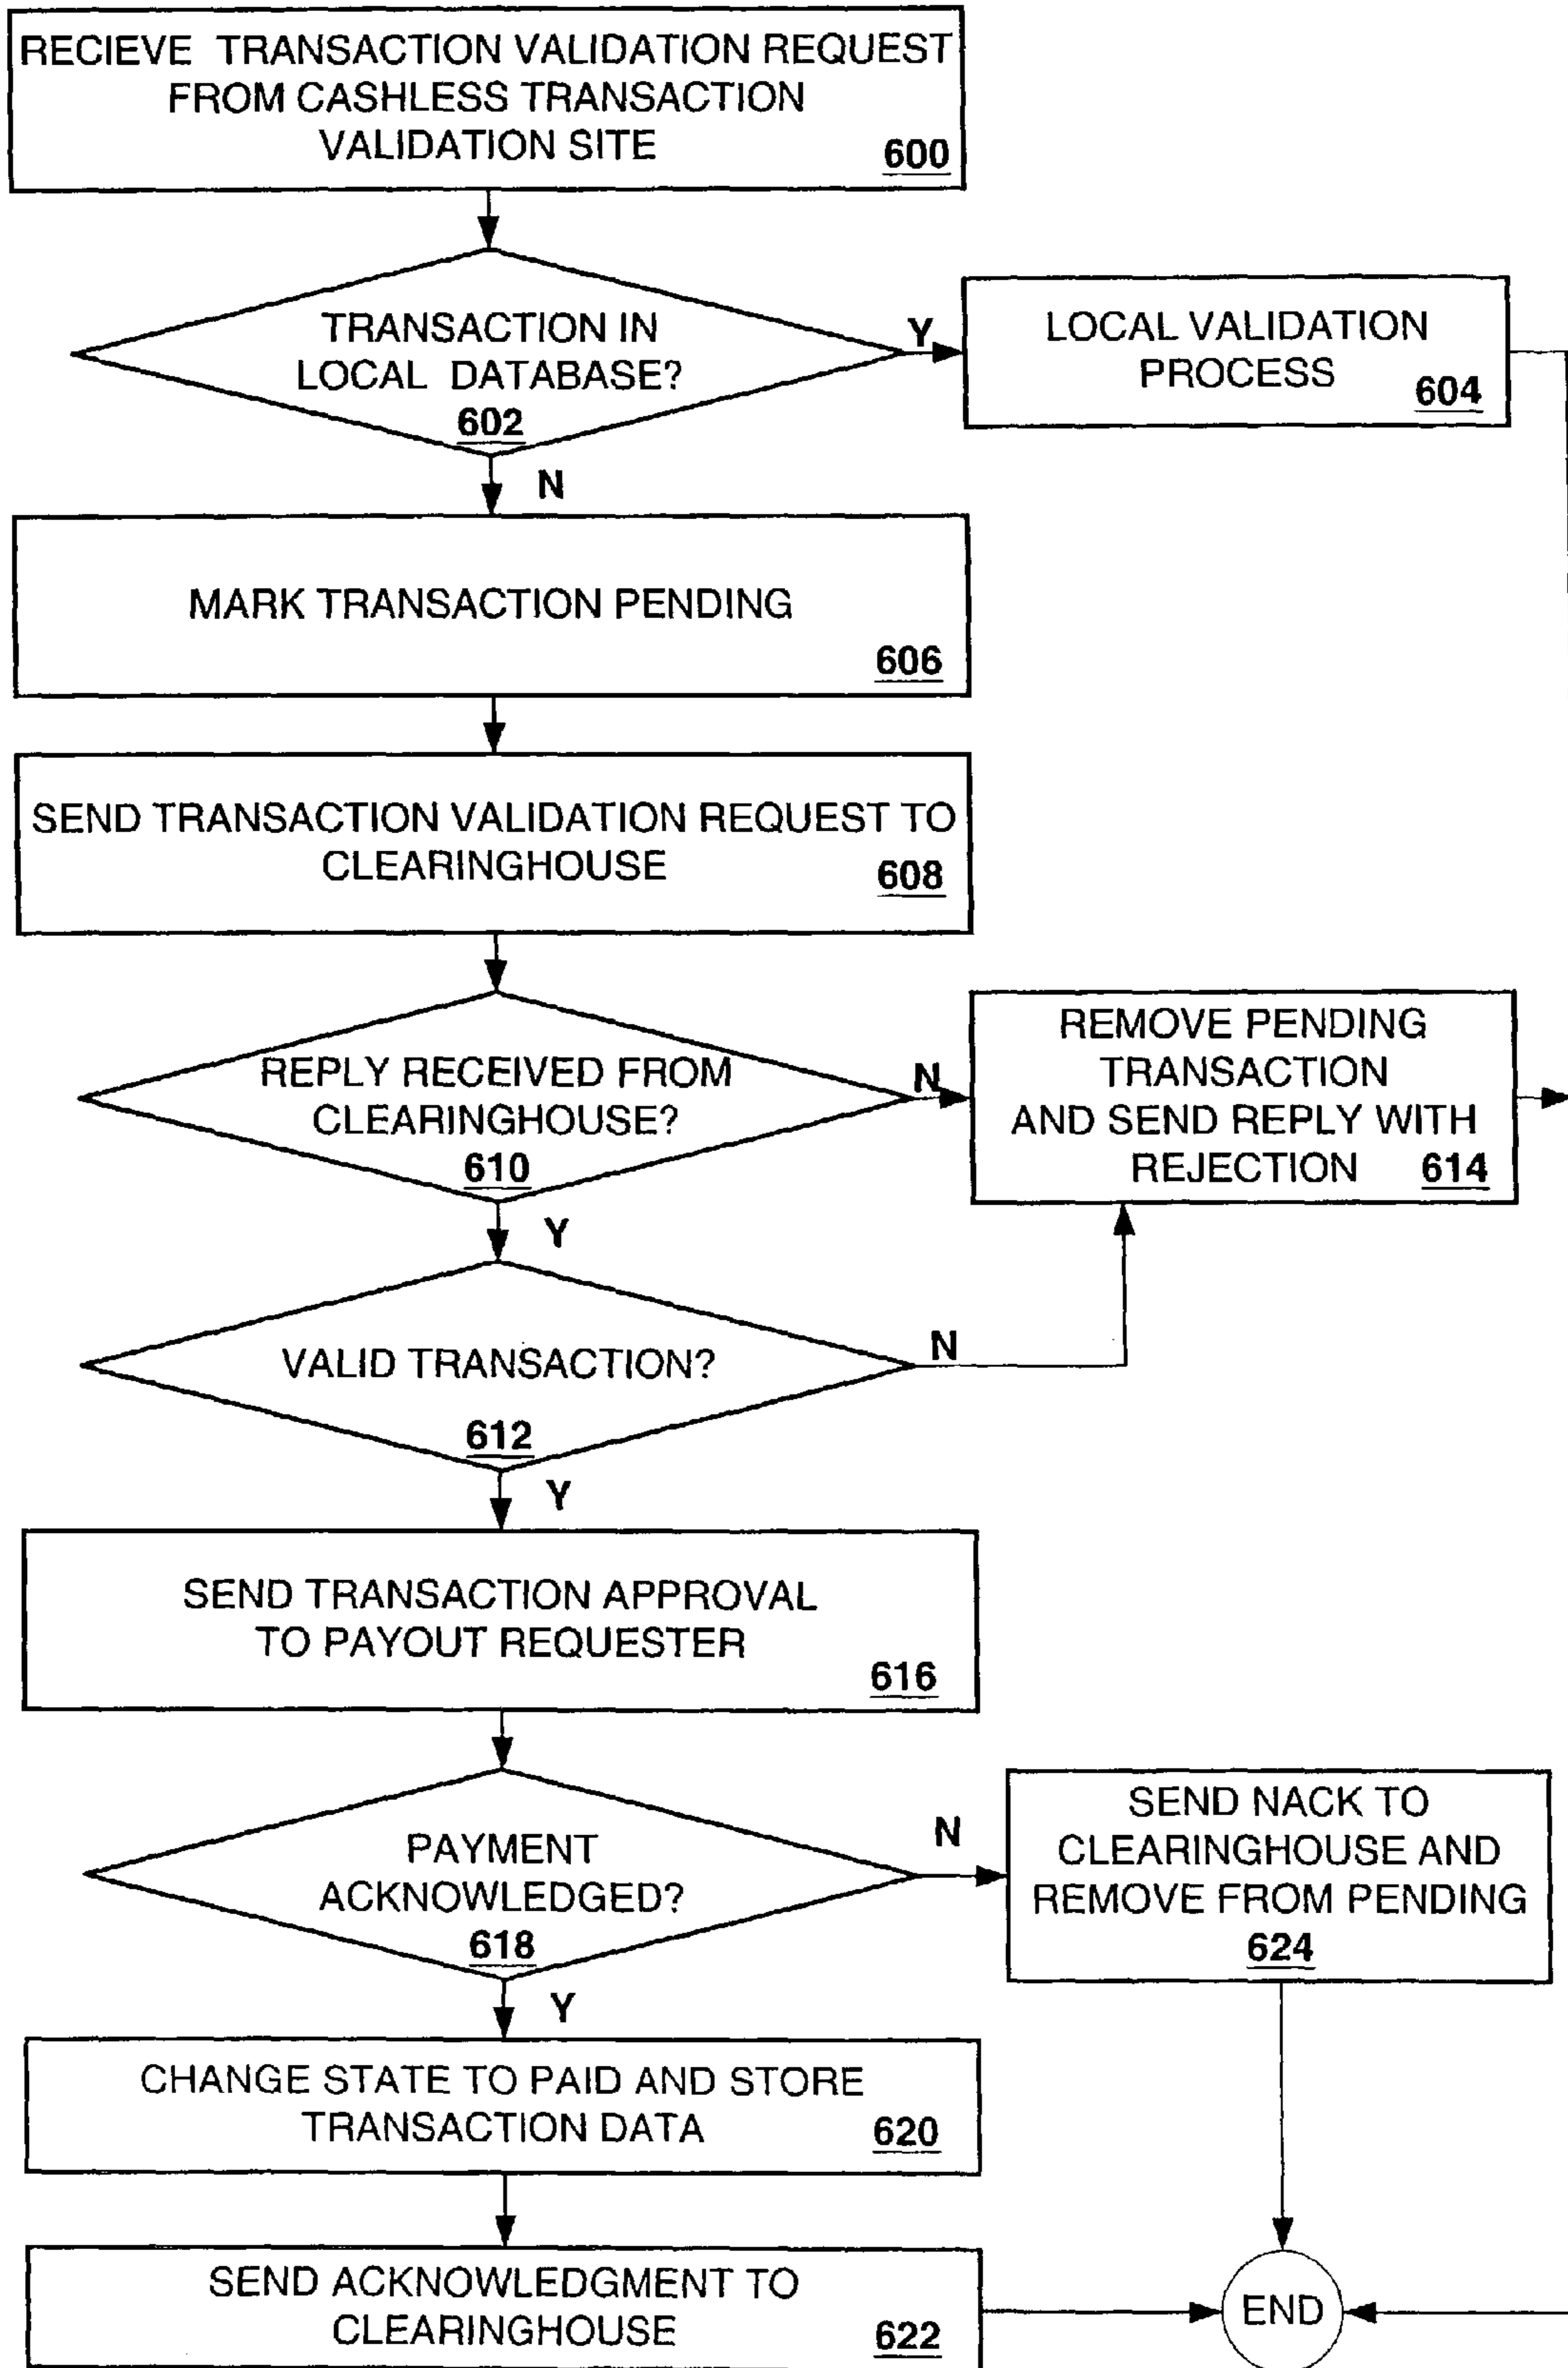 RECIEVE TRANSACTION VALIDATION REQUEST
FROM CASHLESS TRANSACTION
VALIDATION SITE
600
TRANSACTION IN
LOCAL DATABASE?
602
Y
LOCAL VALIDATION
PROCESS
604
N
MARK TRANSACTION PENDING
606
SEND TRANSACTION VALIDATION REQUEST TO
CLEARINGHOUSE
608
REPLY RECEIVED FROM
CLEARINGHOUSE?
610
N
REMOVE PENDING
TRANSACTION
AND SEND REPLY WITH
REJECTION
614
Y
VALID TRANSACTION?
612
N
Y
SEND TRANSACTION APPROVAL
TO PAYOUT REQUESTER
616
PAYMENT
ACKNOWLEDGED?
618
N
SEND NACK TO
CLEARINGHOUSE AND
REMOVE FROM PENDING
624
Y
CHANGE STATE TO PAID AND STORE
TRANSACTION DATA
620
SEND ACKNOWLEDGMENT TO
CLEARINGHOUSE
622
END